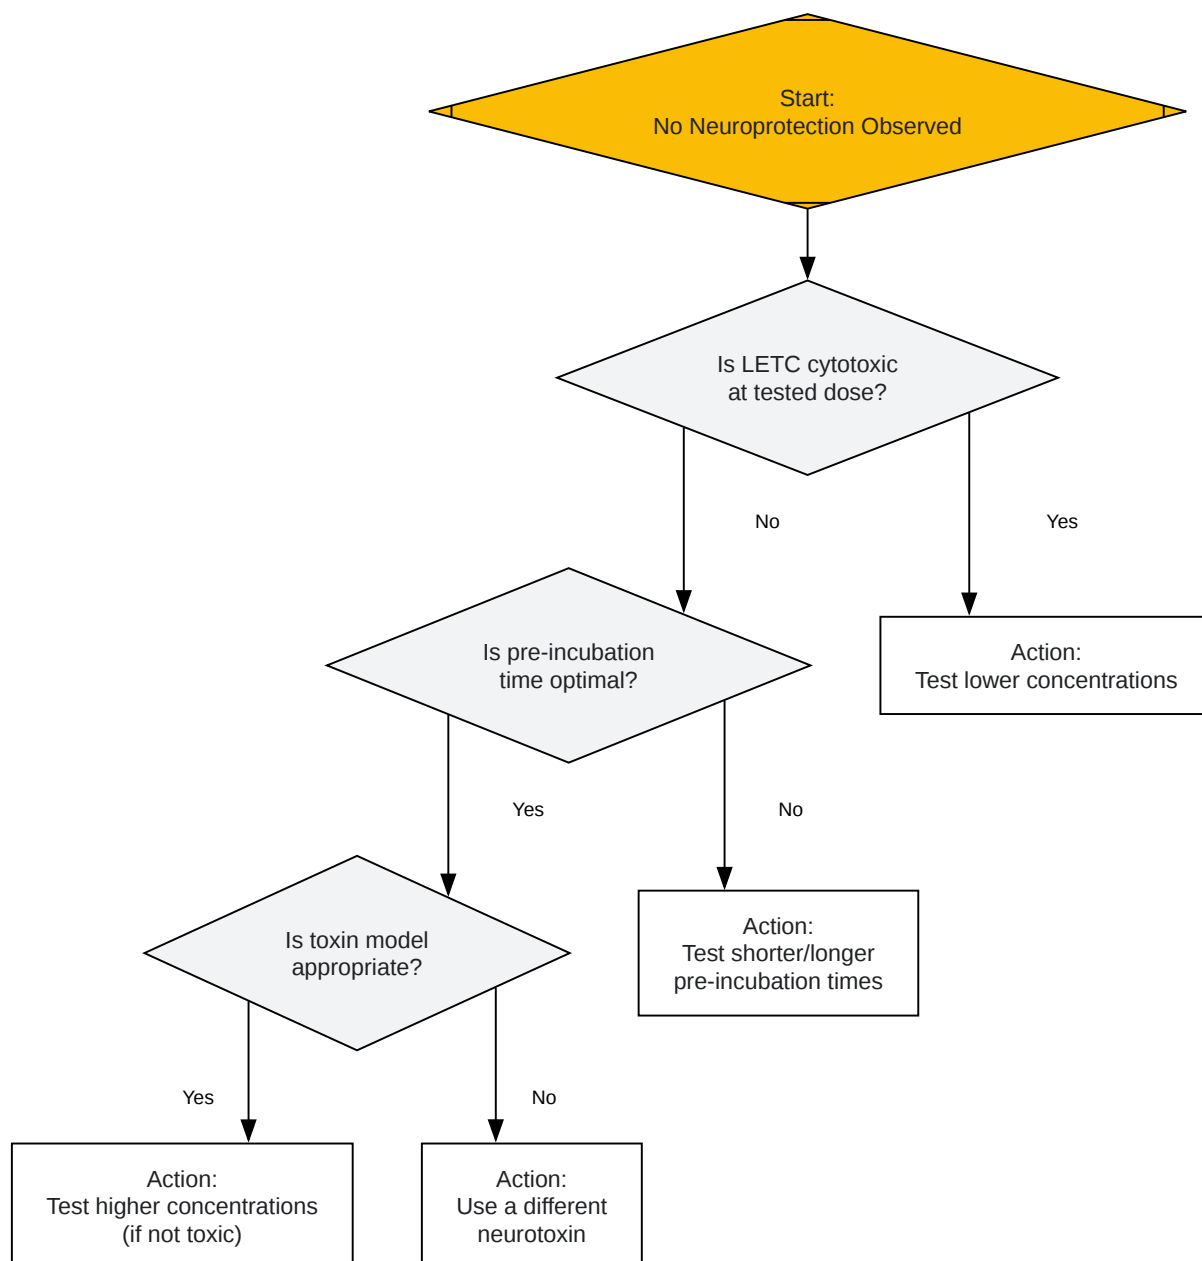 Start:
No Neuroprotection Observed
Is LETC cytotoxic
at tested dose?
No
Yes
Is pre-incubation
time optimal?
Action:
Test lower concentrations
Yes
No
Is toxin model
appropriate?
Action:
Test shorter/longer
pre-incubation times
Yes
No
Action:
Test higher concentrations
(if not toxic)
Action:
Use a different
neurotoxin